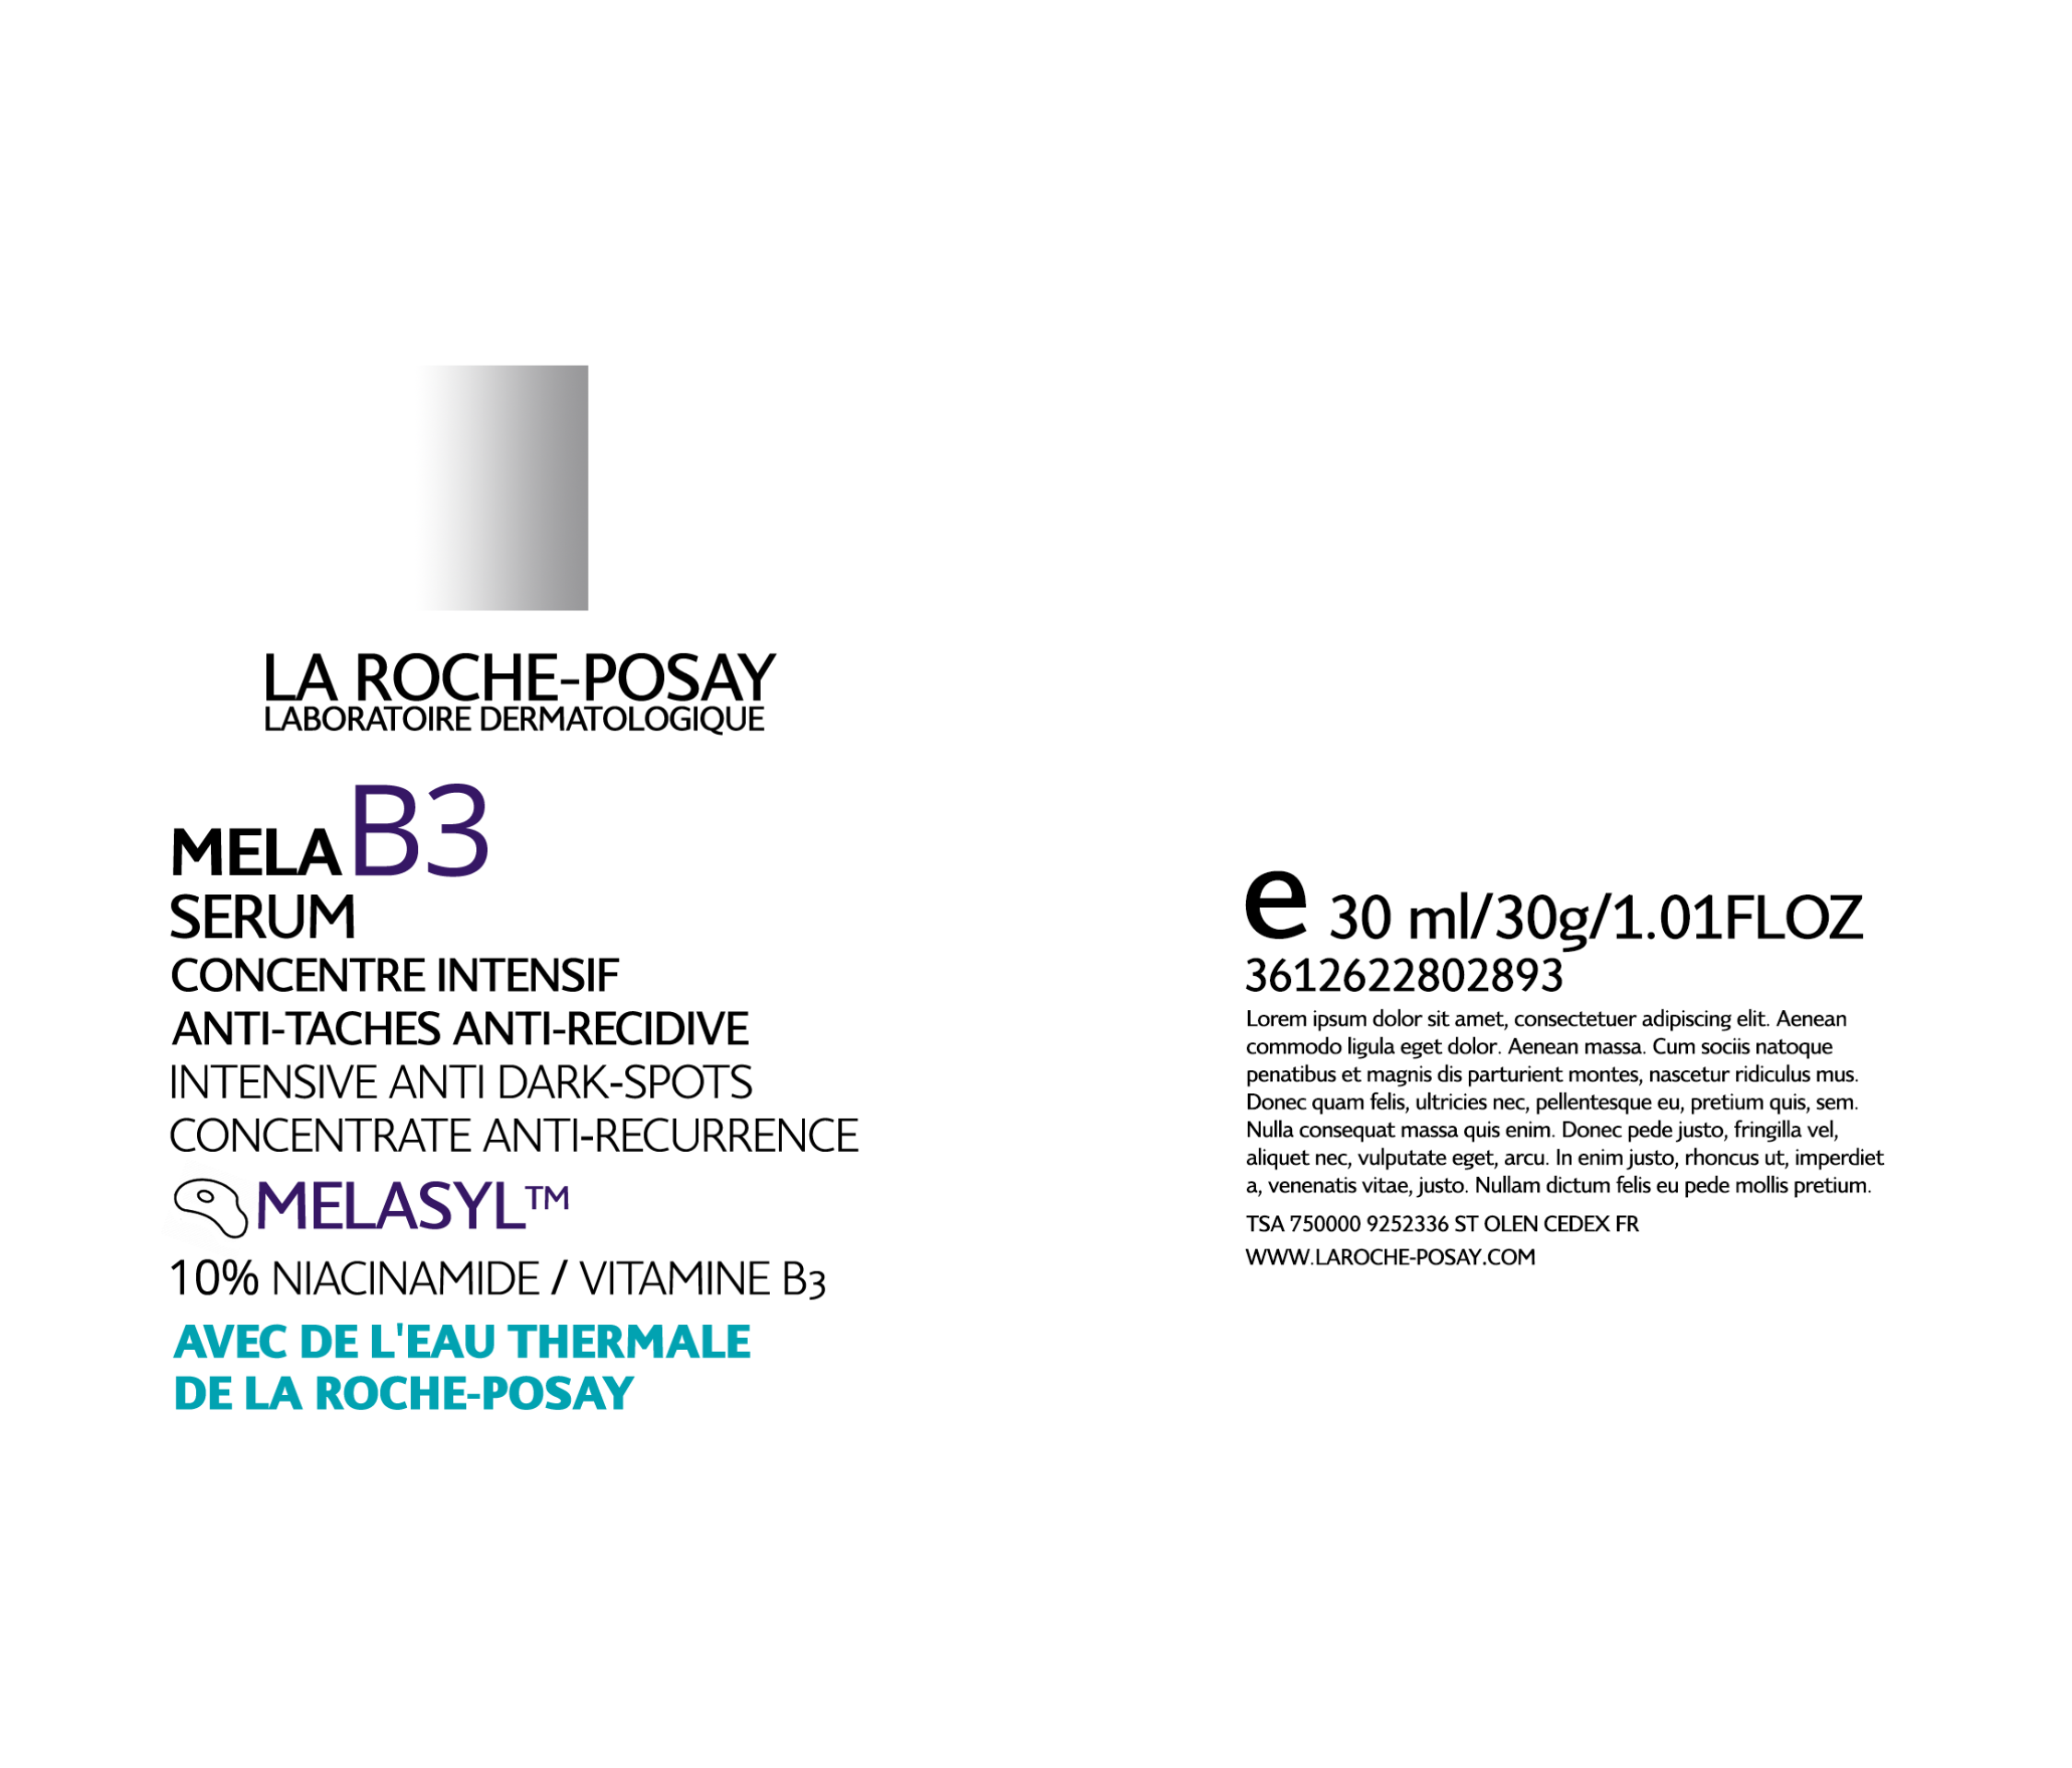 LA ROCHE-POSAY
LABORATOIRE DERMATOLOGIQUE
MELA B3
SERUM
CONCENTRE INTENSIF
ANTI-TACHES ANTI-RECIDIVE
INTENSIVE ANTI DARK-SPOTS
CONCENTRATE ANTI-RECURRENCE
MELASYL™
10% NIACINAMIDE / VITAMINE B3
AVEC DE L'EAU THERMALE
DE LA ROCHE-POSAY
e 30 ml/30g/1.01FLOZ
3612622802893
Lorem ipsum dolor sit amet, consectetuer adipiscing elit. Aenean
commodo ligula eget dolor. Aenean massa. Cum sociis natoque
penatibus et magnis dis parturient montes, nascetur ridiculus mus.
Donec quam felis, ultricies nec, pellentesque eu, pretium quis, sem.
Nulla consequat massa quis enim. Donec pede justo, fringilla vel,
aliquet nec, vulputate eget, arcu. In enim justo, rhoncus ut, imperdiet
a, venenatis vitae, justo. Nullam dictum felis eu pede mollis pretium.
TSA 750000 9252336 ST OLEN CEDEX FR
WWW.LAROCHE-POSAY.COM